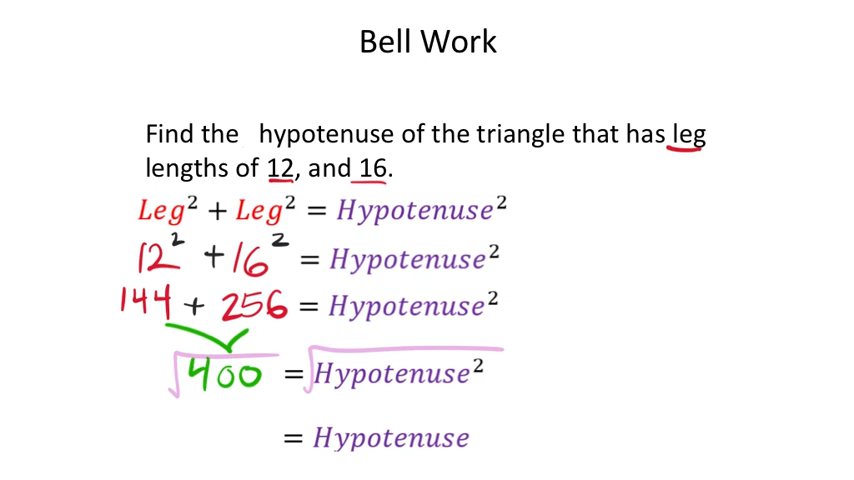 Bell Work
Find the hypotenuse of the triangle that has leg
lengths of 12, and 16.
Leg² + Leg² = Hypotenuse²
12² + 16² = Hypotenuse²
144 + 256 = Hypotenuse²
√400 = √Hypotenuse²
= Hypotenuse